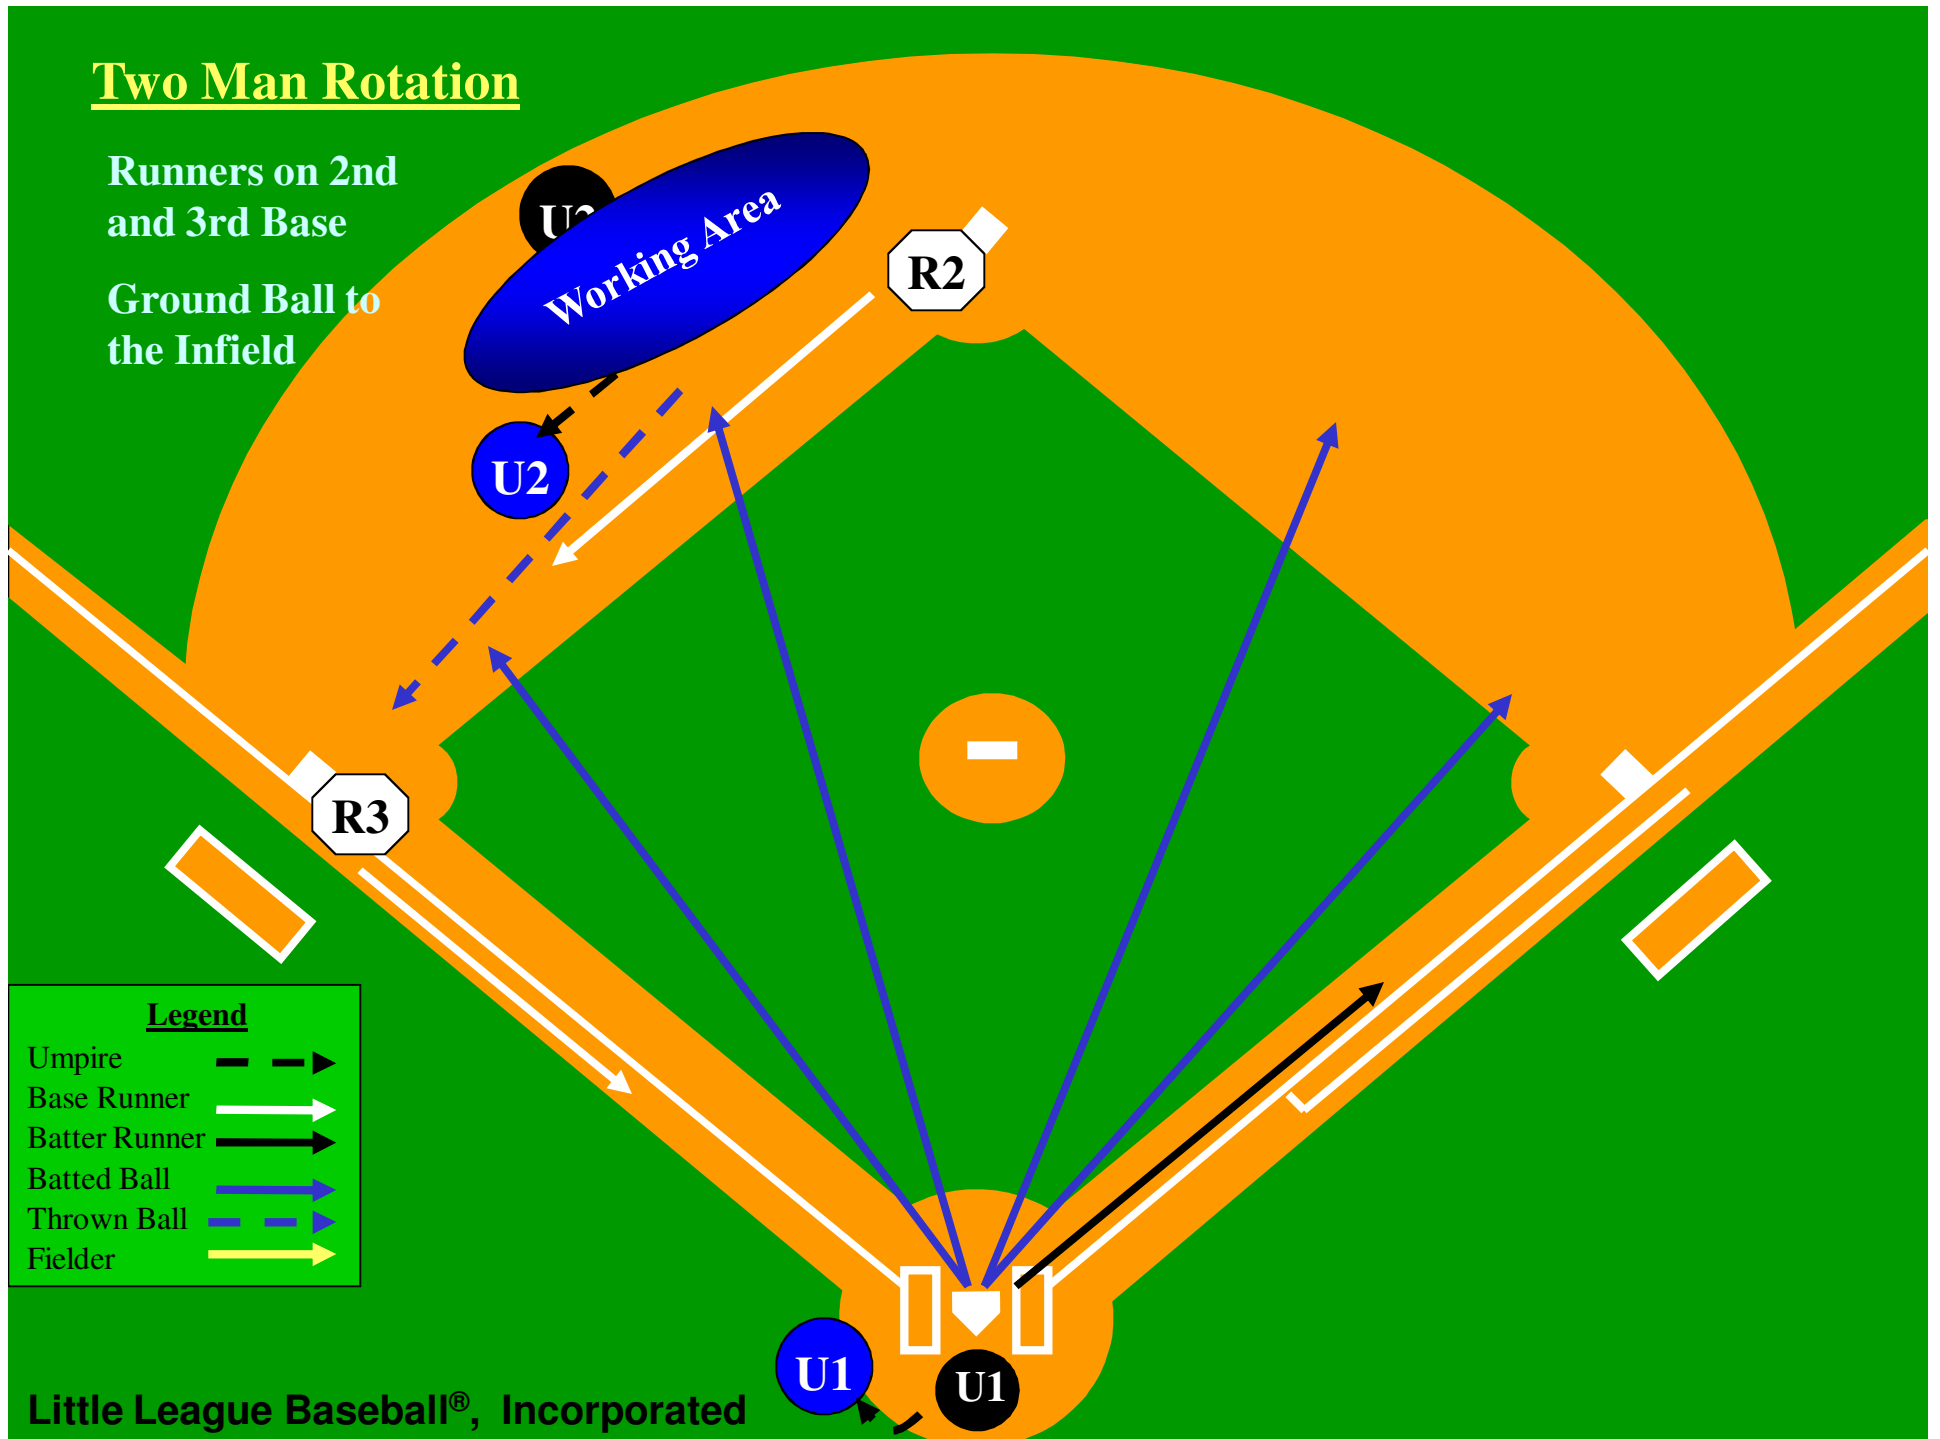 Two Man Rotation
Runners on 2nd
and 3rd Base
Ground Ball to
the Infield
Working Area
R2
U2
R3
Legend
Umpire
Base Runner
Batter Runner
Batted Ball
Thrown Ball
Fielder
U1
U1
Little League Baseball®, Incorporated